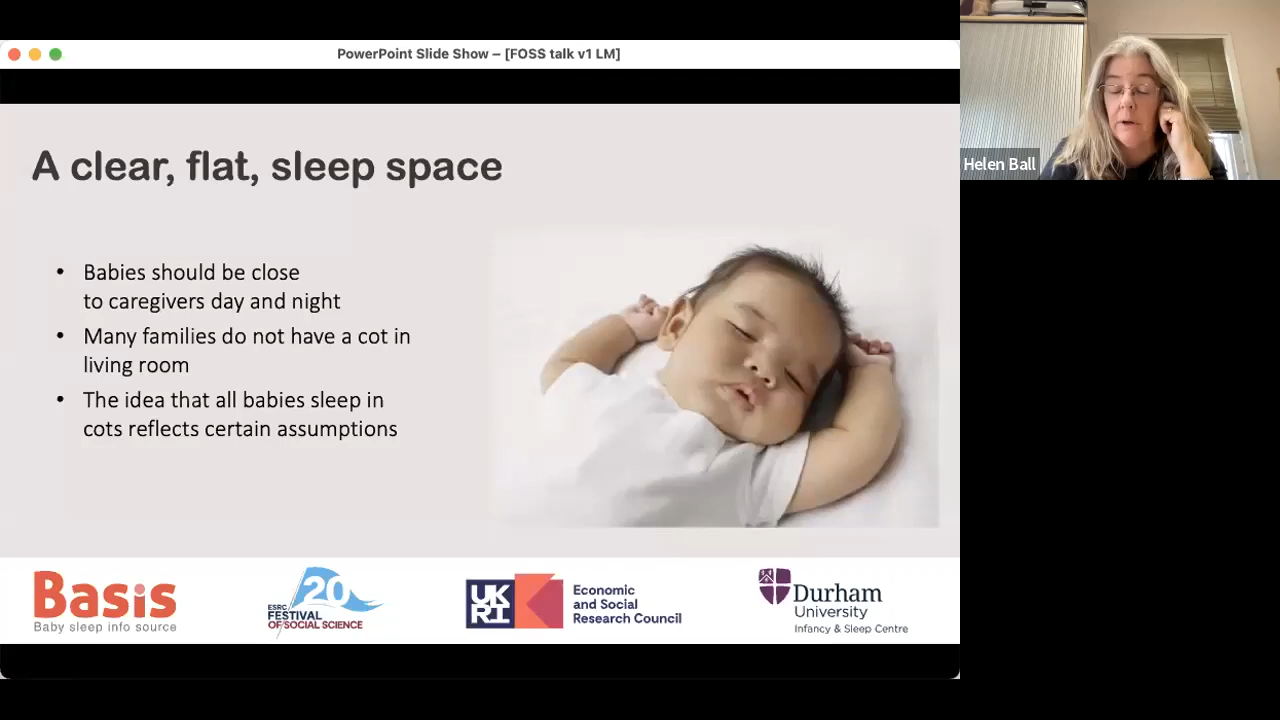 PowerPoint Slide Show – [FOSS talk v1 LM]
A clear, flat, sleep space
• Babies should be close
to caregivers day and night
• Many families do not have a cot in
living room
• The idea that all babies sleep in
cots reflects certain assumptions
Helen Ball
Basis
Baby sleep info source
20
ESRC
FESTIVAL
OF SOCIAL SCIENCE
UK
RI
Economic
and Social
Research Council
Durham
University
Infancy & Sleep Centre